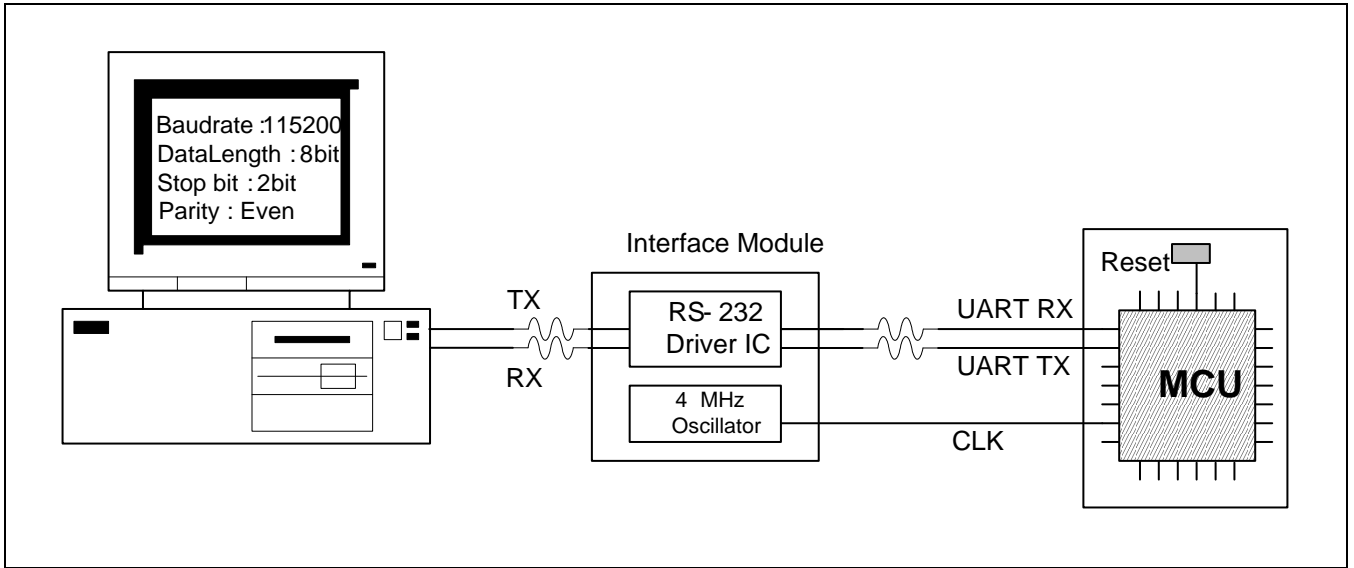 Baudrate :115200
DataLength : 8bit
Stop bit : 2bit
Parity : Even
Interface Module
TX
RX
RS- 232
Driver IC
4 MHz
Oscillator
UART RX
UART TX
CLK
Reset
MCU